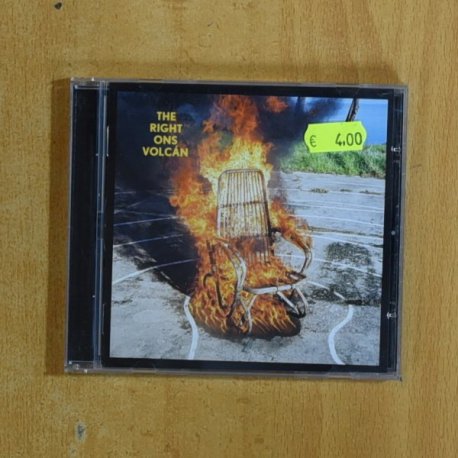 THE
RIGHT
ONS
VOLCÁN
€ 4.00